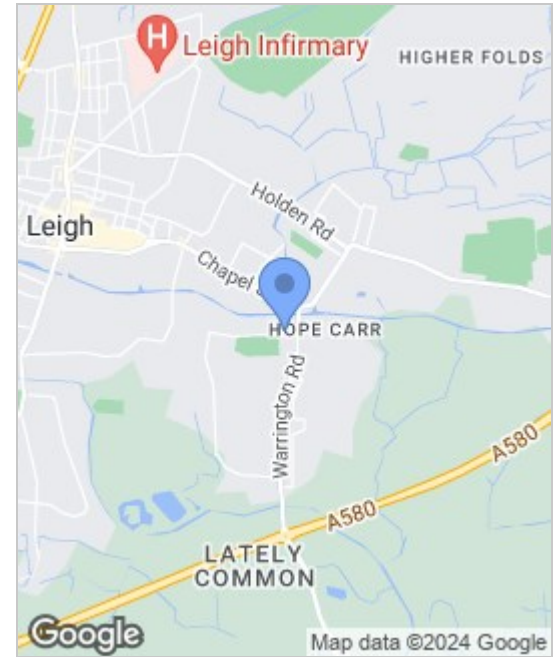 H
Leigh Infirmary
HIGHER FOLDS
Holden Rd
Leigh
Chapel S
HOPE CARR
Warrington Rd
A580
A580
LATELY
COMMON
Google
Map data ©2024 Google